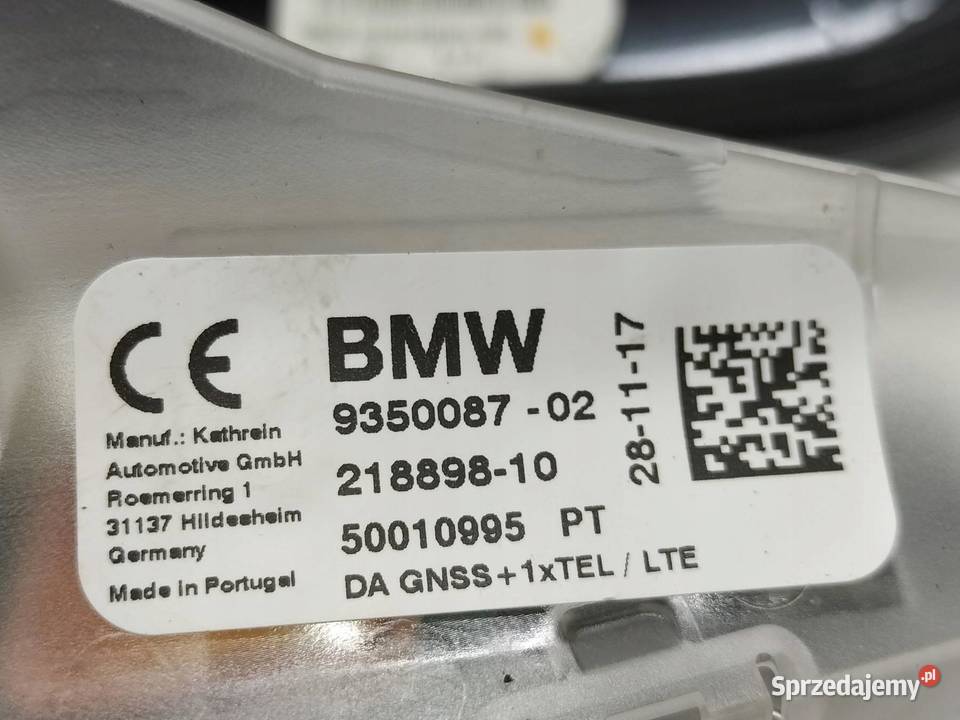 CE
BMW
9350087-02
218898-10
50010995 PT
DA GNSS+1xTEL / LTE
28-11-17
Manuf.: Kathrein
Automotive GmbH
Roemerring 1
31137 Hildesheim
Germany
Made in Portugal
Sprzedajemy.pl